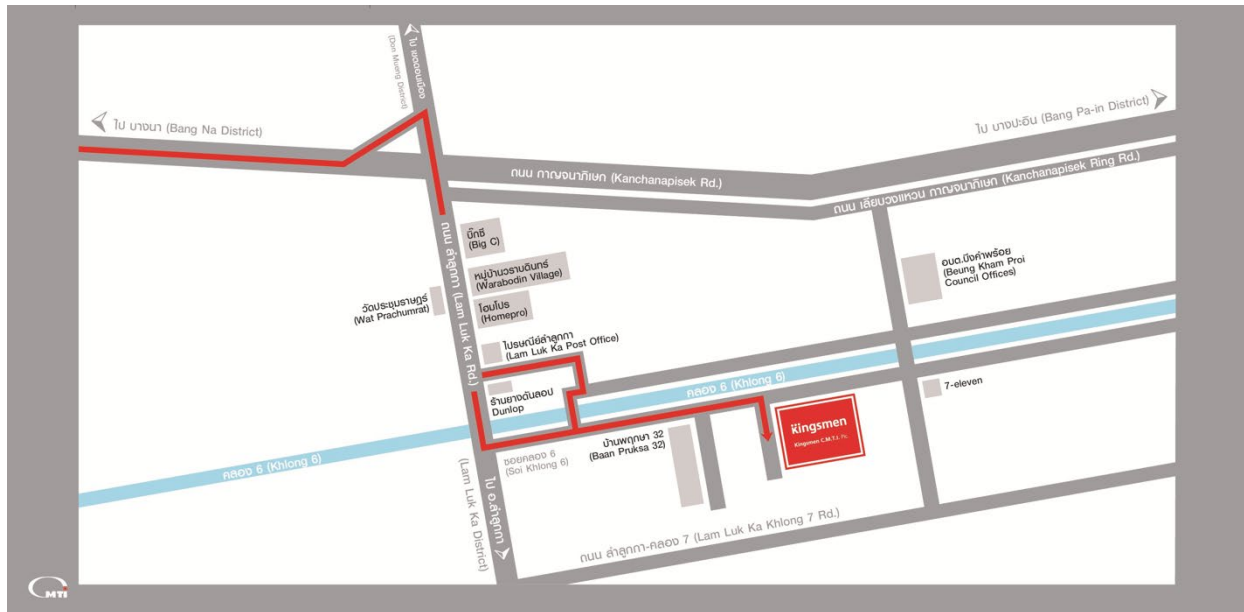 ไป เขตดอนเมือง
(Don Mueng District)
ไป บางนา (Bang Na District)
ไป บางปะอิน (Bang Pa-in District)
ถนน กาญจนาภิเษก (Kanchanapisek Rd.)
ถนน เลียบวงแหวน กาญจนาภิเษก (Kanchanapisek Ring Rd.)
ถนน ลำลูกกา (Lam Luk Ka Rd.)
บิ๊กซี
(Big C)
หมู่บ้านวราบดินทร์
(Warabodin Village)
วัดประชุมราษฎร์
(Wat Prachumrat)
โฮมโปร
(Homepro)
อบต.บึงคำพร้อย
(Beung Kham Proi
Council Offices)
ไปรษณีย์ลำลูกกา
(Lam Luk Ka Post Office)
ร้านยางดันลอป
Dunlop
คลอง 6 (Khlong 6)
7-eleven
Kingsmen
Kingsmen C.M.T.I.
บ้านพฤกษา 32
(Baan Pruksa 32)
คลอง 6 (Khlong 6)
ซอยคลอง 6
(Soi Khlong 6)
ไป อ.ลำลูกกา
(Lam Luk Ka District)
ถนน ลำลูกกา-คลอง 7 (Lam Luk Ka Khlong 7 Rd.)
MTI